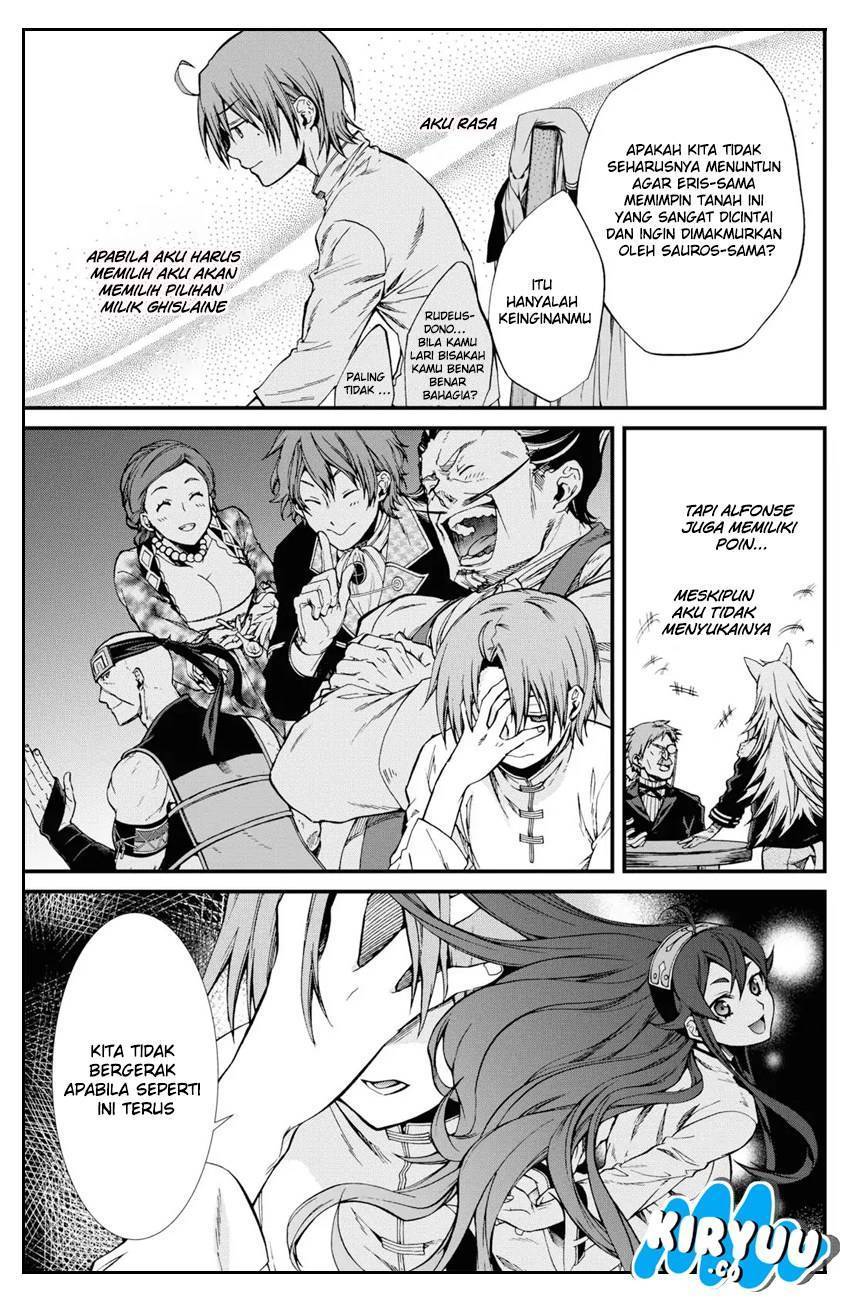 APAKAH KITA TIDAK
SEHARUSNYA MENUNTUN
AGAR ERIS-SAMA
MEMIMPIN TANAH INI
YANG SANGAT DICINTAI
DAN INGIN DIMAKMURKAN
OLEH SAUROS-SAMA?
ITU
HANYALAH
KEINGINANMU
AKU RASA
RUDEUS-
DONO...
BILA KAMU
LARI BISAKAH
KAMU BENAR
BENAR
BAHAGIA?
PALING
TIDAK ...
APABILA AKU HARUS
MEMILIH AKU AKAN
MEMILIH PILIHAN
MILIK GHISLAINE
TAPI ALFONSE
JUGA MEMILIKI
POIN...
MESKIPUN
AKU TIDAK
MENYUKAINYA
KITA TIDAK
BERGERAK
APABILA SEPERTI
INI TERUS
KIRYUU
.CO